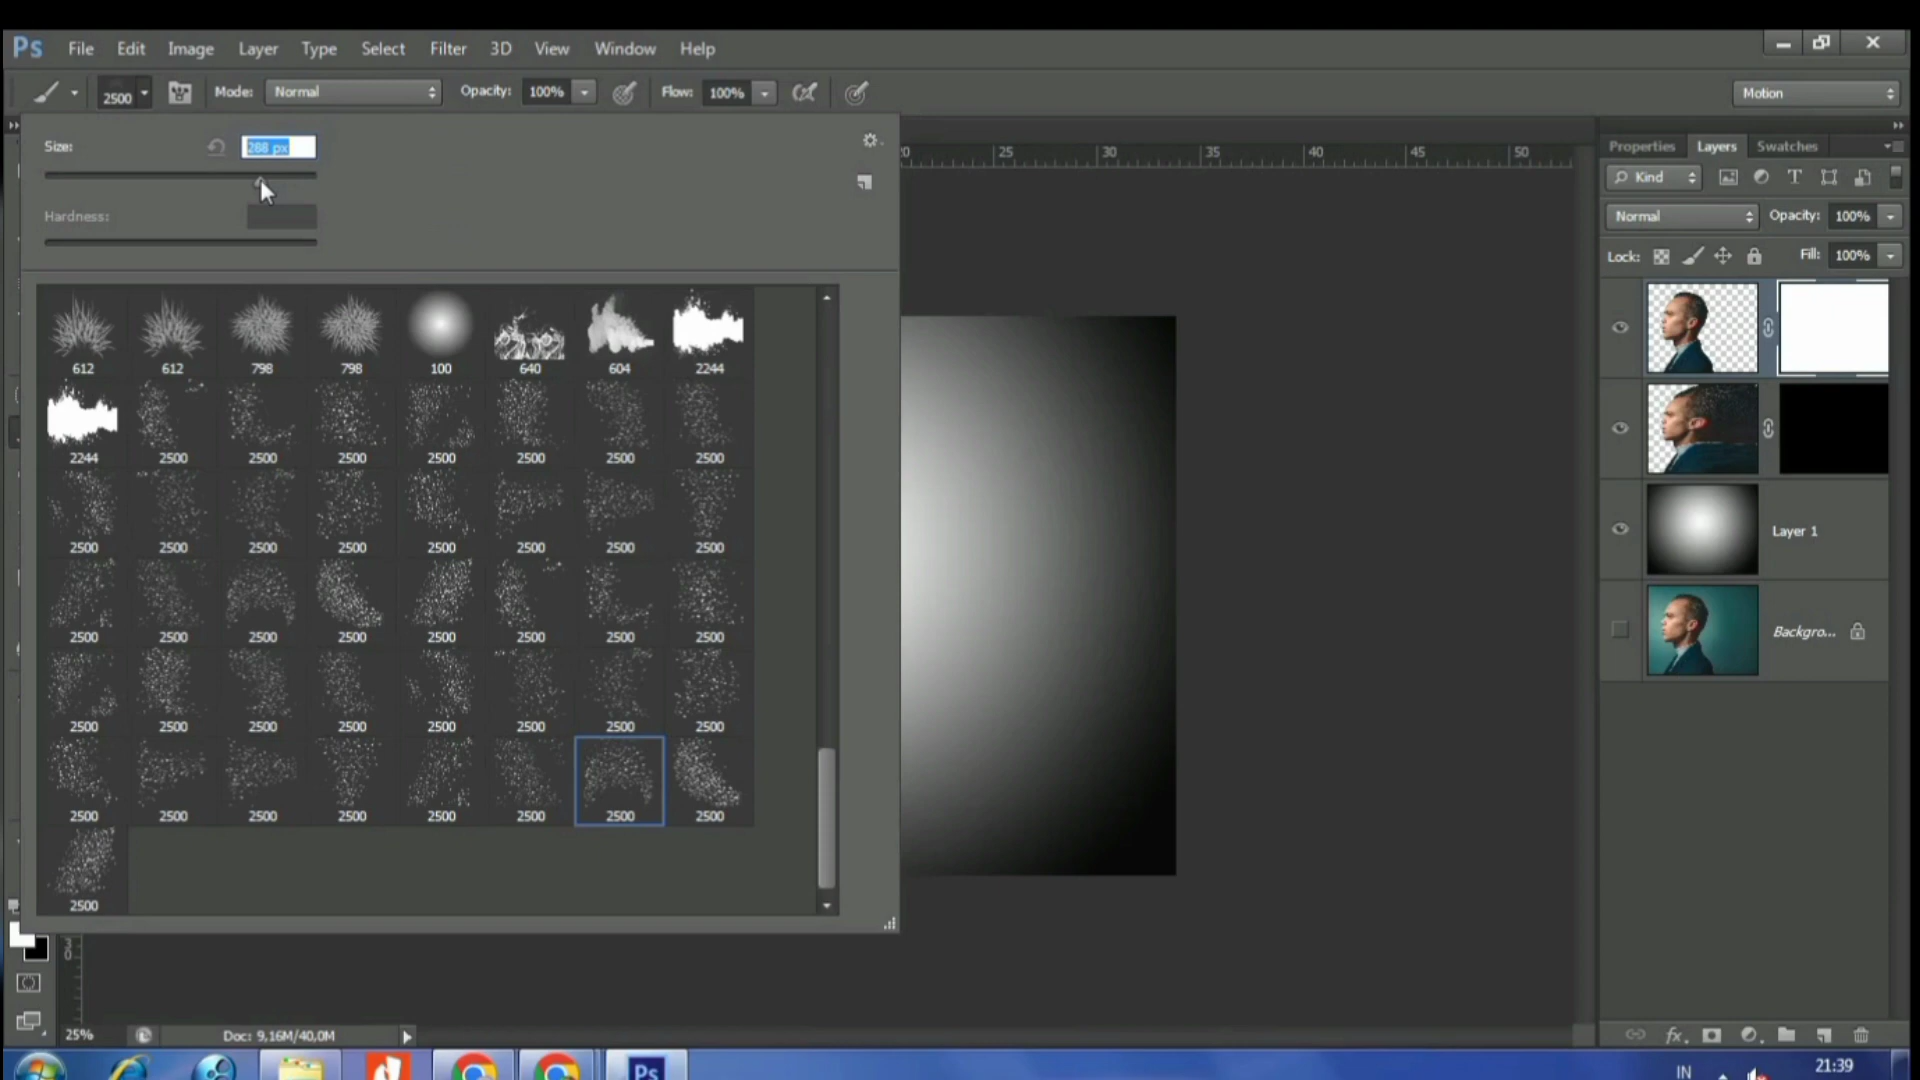 Ps File Edit Image Layer Type Select Filter 3D View Window Help
2500 Mode: Normal Opacity: 100% Flow: 100% Motion
Size: 288 px
Hardness:
20 25 30 35 40 45 50
Properties Layers Swatches
Kind
Normal Opacity: 100%
Lock: Fill: 100%
612 612 798 798 100 640 604 2244
2244 2500 2500 2500 2500 2500 2500 2500
2500 2500 2500 2500 2500 2500 2500 2500
2500 2500 2500 2500 2500 2500 2500 2500
2500 2500 2500 2500 2500 2500 2500 2500
2500 2500 2500 2500 2500 2500 2500 2500
2500
Layer 1
Backgro...
25% Doc: 9,16M/40,0M
fx
Ps IN 21:39